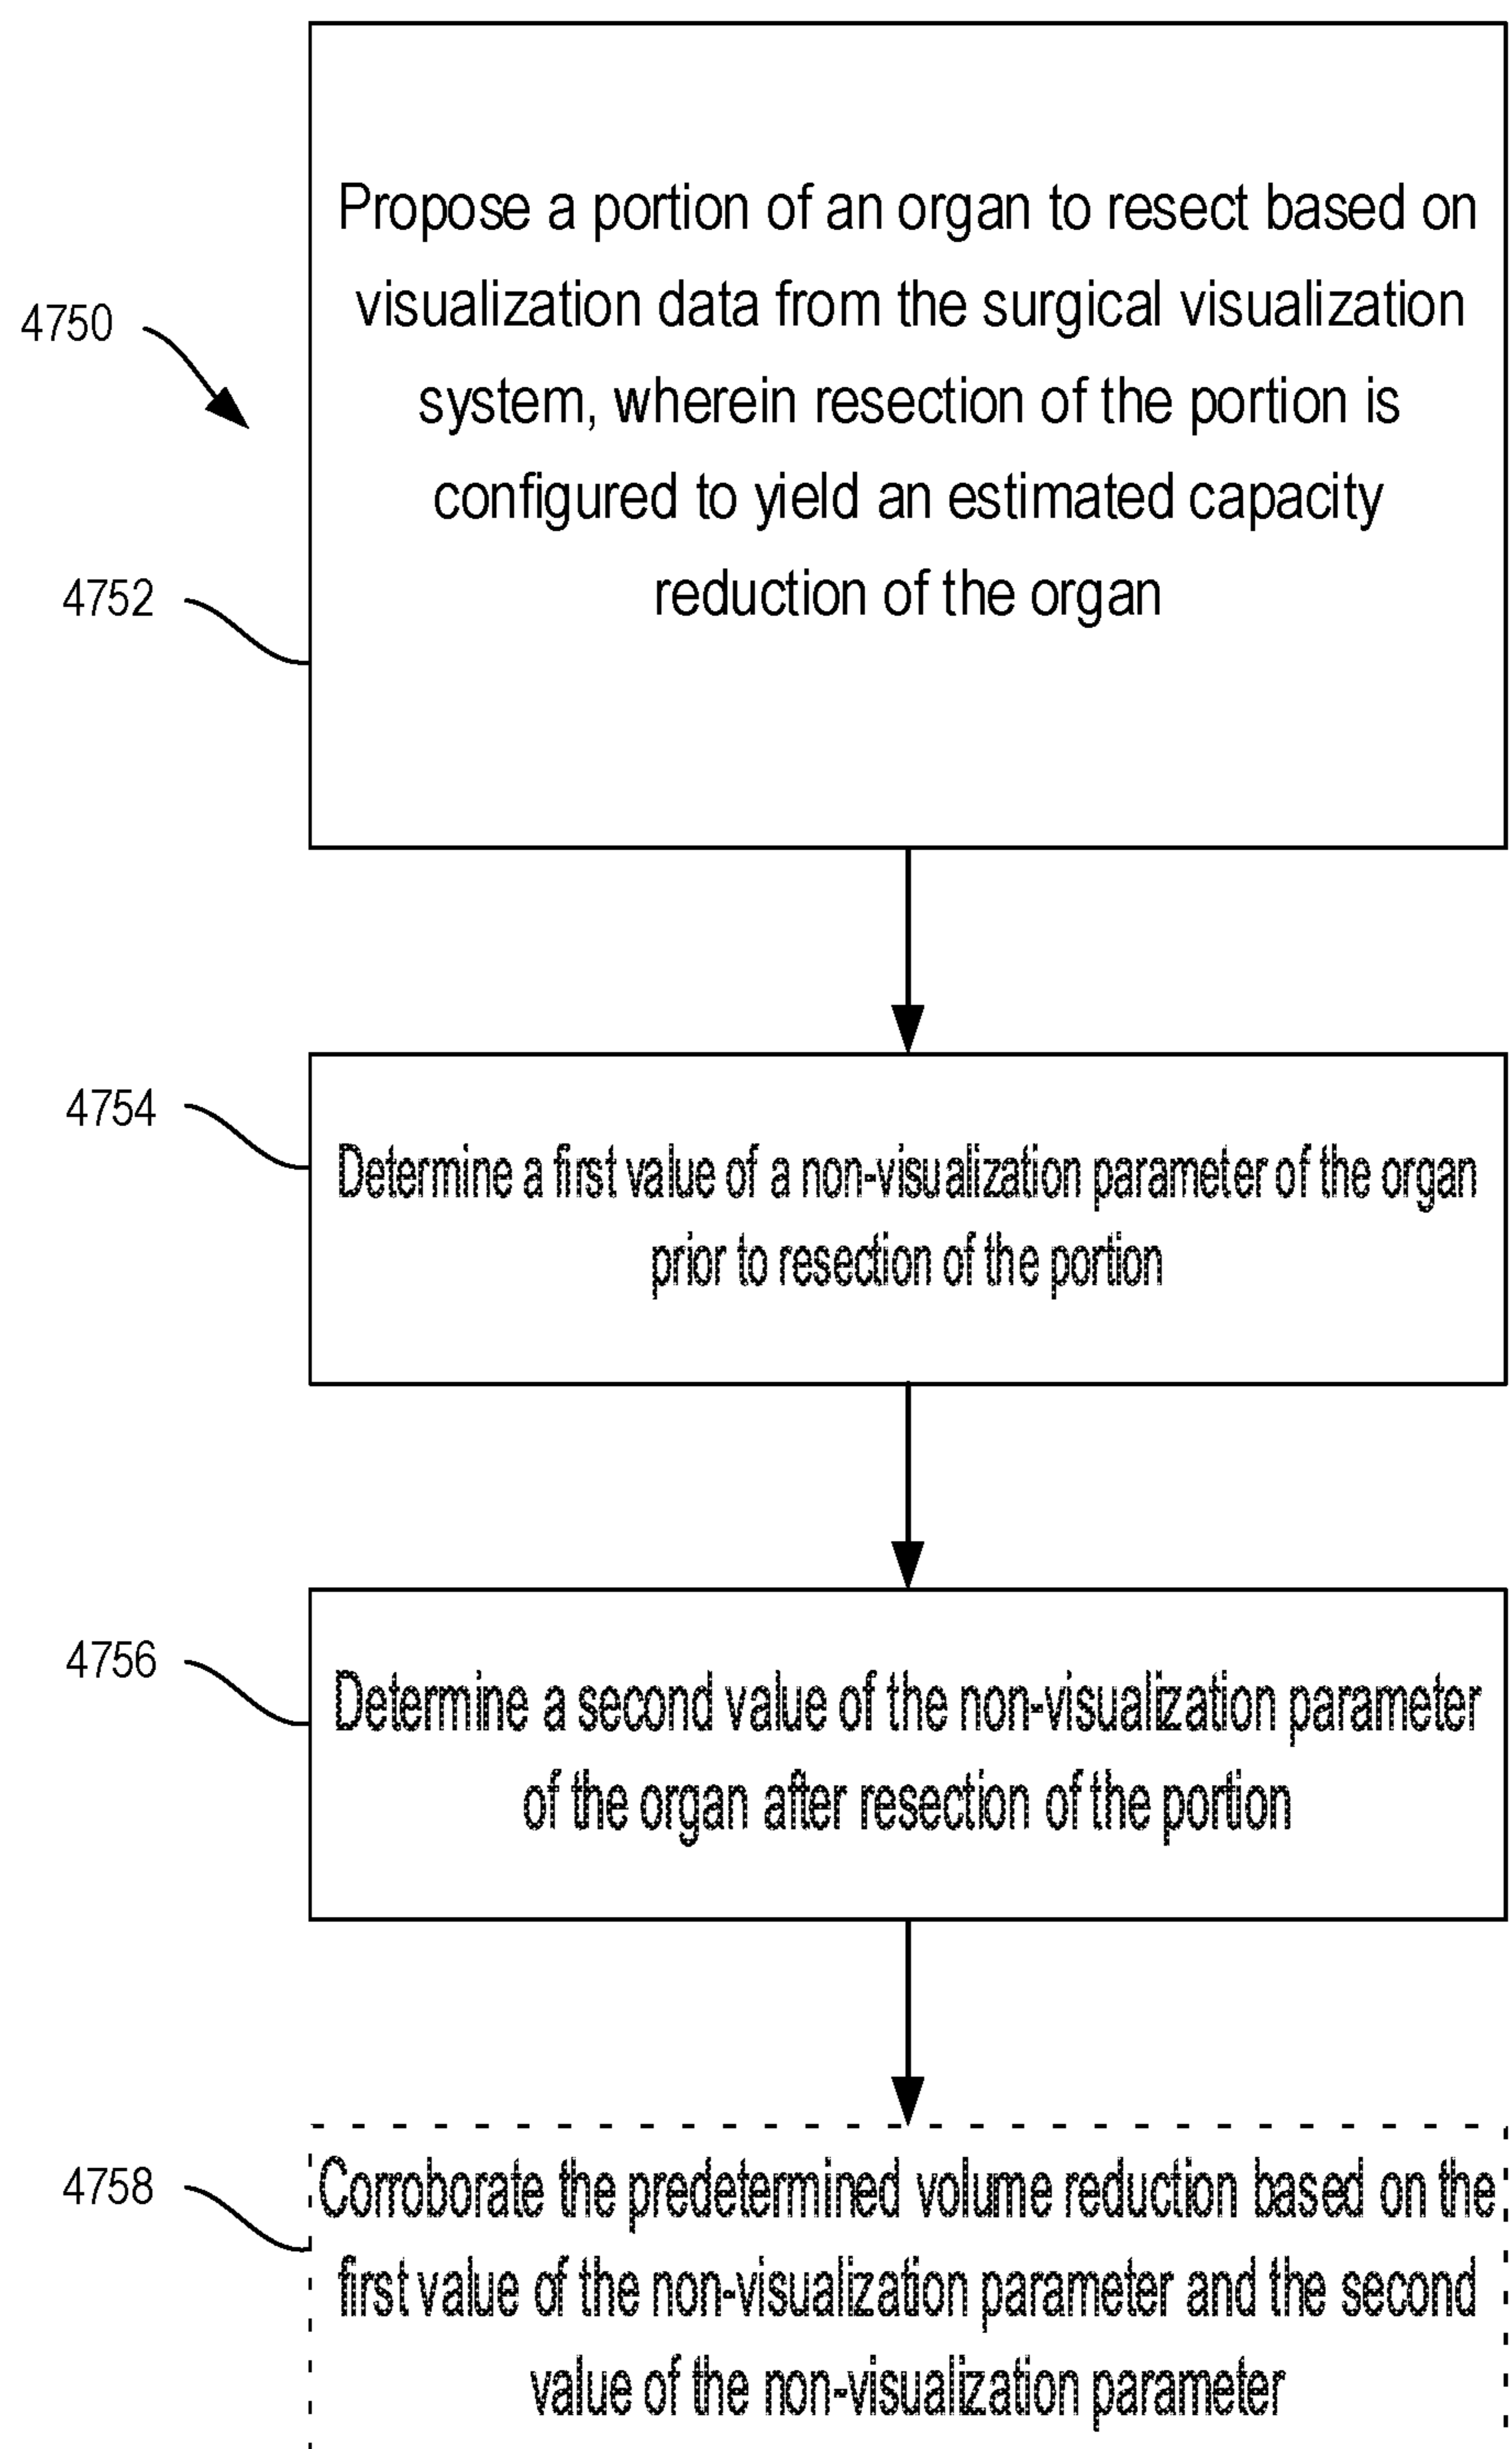 Propose a portion of an organ to resect based on
visualization data from the surgical visualization
4750
system, wherein resection of the portion is
configured to yield an estimated capacity
4752
reduction of the organ
4754
Determine a first value of a non-visualization parameter of the organ
prior to resection of the portion
4756
Determine a second value of the non-visualization parameter
of the organ after resection of the portion
4758
Corroborate the predetermined volume reduction based on the
first value of the non-visualization parameter and the second
value of the non-visualization parameter